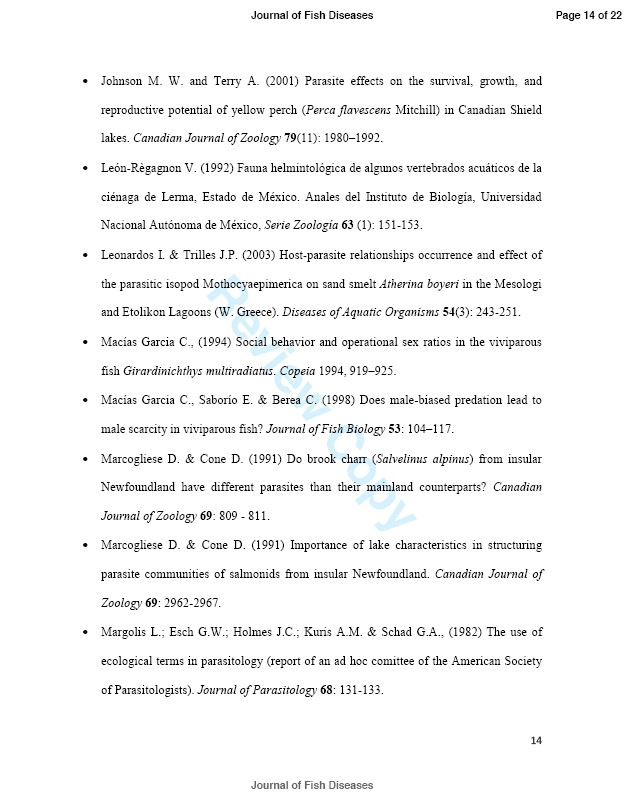 Journal of Fish Diseases Page 14 of 22
• Johnson M. W. and Terry A. (2001) Parasite effects on the survival, growth, and
reproductive potential of yellow perch (Perca flavescens Mitchill) in Canadian Shield
lakes. Canadian Journal of Zoology 79(11): 1980–1992.
• León-Règagnon V. (1992) Fauna helmintológica de algunos vertebrados acuáticos de la
ciénaga de Lerma, Estado de México. Anales del Instituto de Biología, Universidad
Nacional Autónoma de México, Serie Zoología 63 (1): 151-153.
• Leonardos I. & Trilles J.P. (2003) Host-parasite relationships occurrence and effect of
the parasitic isopod Mothocyaepimerica on sand smelt Atherina boyeri in the Mesologi
and Etolikon Lagoons (W. Greece). Diseases of Aquatic Organisms 54(3): 243-251.
• Macías Garcia C., (1994) Social behavior and operational sex ratios in the viviparous
fish Girardinichthys multiradiatus. Copeia 1994, 919–925.
• Macías Garcia C., Saborío E. & Berea C. (1998) Does male-biased predation lead to
male scarcity in viviparous fish? Journal of Fish Biology 53: 104–117.
• Marcogliese D. & Cone D. (1991) Do brook charr (Salvelinus alpinus) from insular
Newfoundland have different parasites than their mainland counterparts? Canadian
Journal of Zoology 69: 809 - 811.
• Marcogliese D. & Cone D. (1991) Importance of lake characteristics in structuring
parasite communities of salmonids from insular Newfoundland. Canadian Journal of
Zoology 69: 2962-2967.
• Margolis L.; Esch G.W.; Holmes J.C.; Kuris A.M. & Schad G.A., (1982) The use of
ecological terms in parasitology (report of an ad hoc comittee of the American Society
of Parasitologists). Journal of Parasitology 68: 131-133.
Review Copy
14
Journal of Fish Diseases